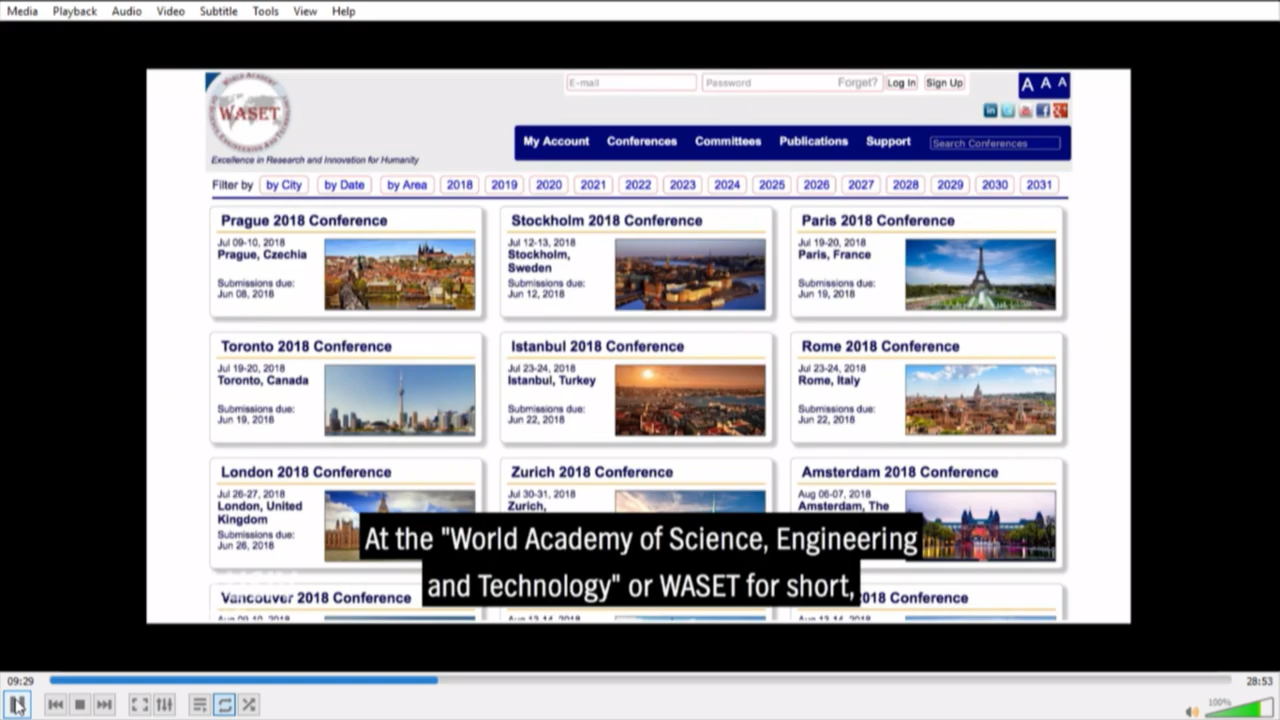 Media Playback Audio Video Subtitle Tools View Help
E-mail Password Forget? Log In Sign Up A A A
WASET
Excellence in Research and Innovation for Humanity
My Account Conferences Committees Publications Support Search Conferences
Filter by by City by Date by Area 2018 2019 2020 2021 2022 2023 2024 2025 2026 2027 2028 2029 2030 2031
Prague 2018 Conference
Jul 09-10, 2018
Prague, Czechia
Submissions due:
Jun 08, 2018
Stockholm 2018 Conference
Jul 12-13, 2018
Stockholm,
Sweden
Submissions due:
Jun 12, 2018
Paris 2018 Conference
Jul 19-20, 2018
Paris, France
Submissions due:
Jun 19, 2018
Toronto 2018 Conference
Jul 19-20, 2018
Toronto, Canada
Submissions due:
Jun 19, 2018
Istanbul 2018 Conference
Jul 23-24, 2018
Istanbul, Turkey
Submissions due:
Jun 22, 2018
Rome 2018 Conference
Jul 23-24, 2018
Rome, Italy
Submissions due:
Jun 22, 2018
London 2018 Conference
Jul 26-27, 2018
London, United
Kingdom
Submissions due:
Jun 26, 2018
Zurich 2018 Conference
Jul 30-31, 2018
Zurich,
Amsterdam 2018 Conference
Aug 06-07, 2018
Amsterdam, The
At the "World Academy of Science, Engineering
and Technology" or WASET for short,
Vancouver 2018 Conference
2018 Conference
09:29 28:53
100%